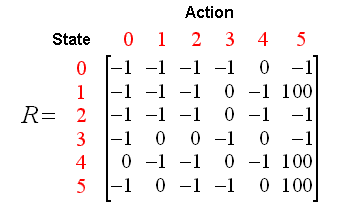 Action
State 0 1 2 3 4 5
0 −1 −1 −1 −1 0 −1
1 −1 −1 −1 0 −1 100
R= 2 −1 −1 −1 0 −1 −1
3 −1 0 0 −1 0 −1
4 0 −1 −1 0 −1 100
5 −1 0 −1 −1 0 100